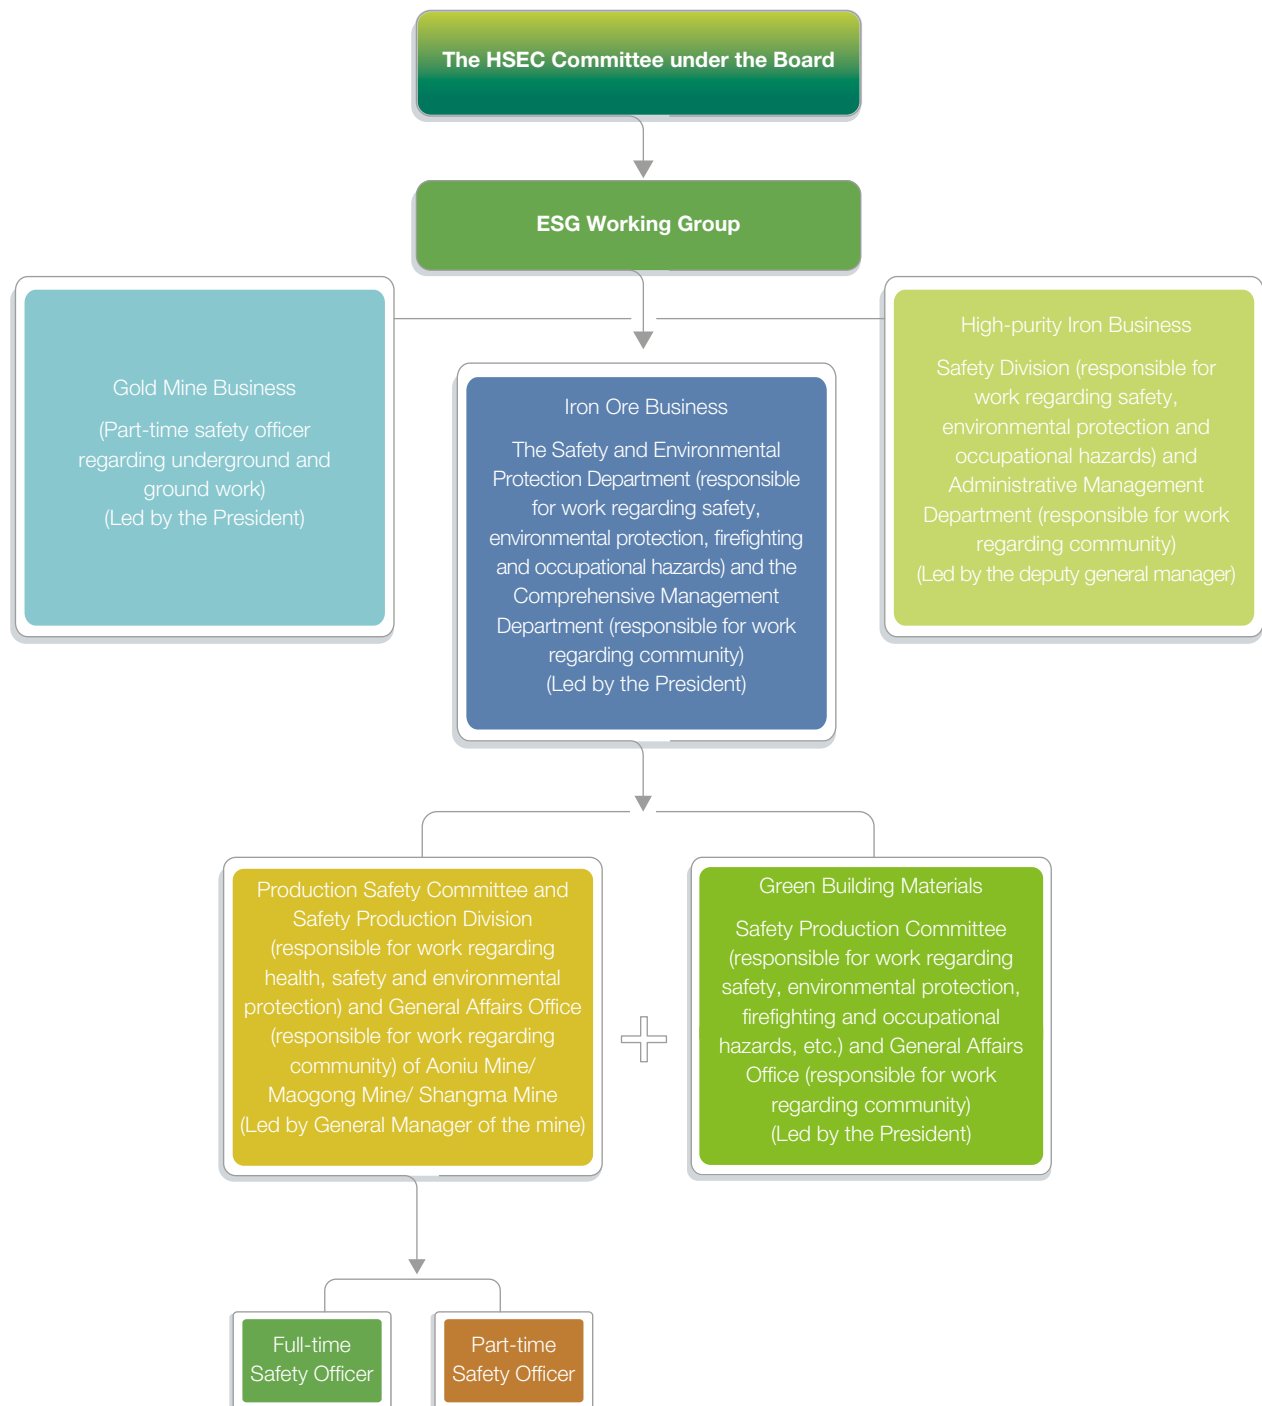 The HSEC Committee under the Board
ESG Working Group
Gold Mine Business
(Part-time safety officer
regarding underground and
ground work)
(Led by the President)
Iron Ore Business
The Safety and Environmental
Protection Department (responsible
for work regarding safety,
environmental protection, firefighting
and occupational hazards) and the
Comprehensive Management
Department (responsible for work
regarding community)
(Led by the President)
High-purity Iron Business
Safety Division (responsible for
work regarding safety,
environmental protection and
occupational hazards) and
Administrative Management
Department (responsible for work
regarding community)
(Led by the deputy general manager)
Production Safety Committee and
Safety Production Division
(responsible for work regarding
health, safety and environmental
protection) and General Affairs Office
(responsible for work regarding
community) of Aoniu Mine/
Maogong Mine/ Shangma Mine
(Led by General Manager of the mine)
Green Building Materials
Safety Production Committee
(responsible for work regarding
safety, environmental protection,
firefighting and occupational
hazards, etc.) and General Affairs
Office (responsible for work
regarding community)
(Led by the President)
Full-time
Safety Officer
Part-time
Safety Officer